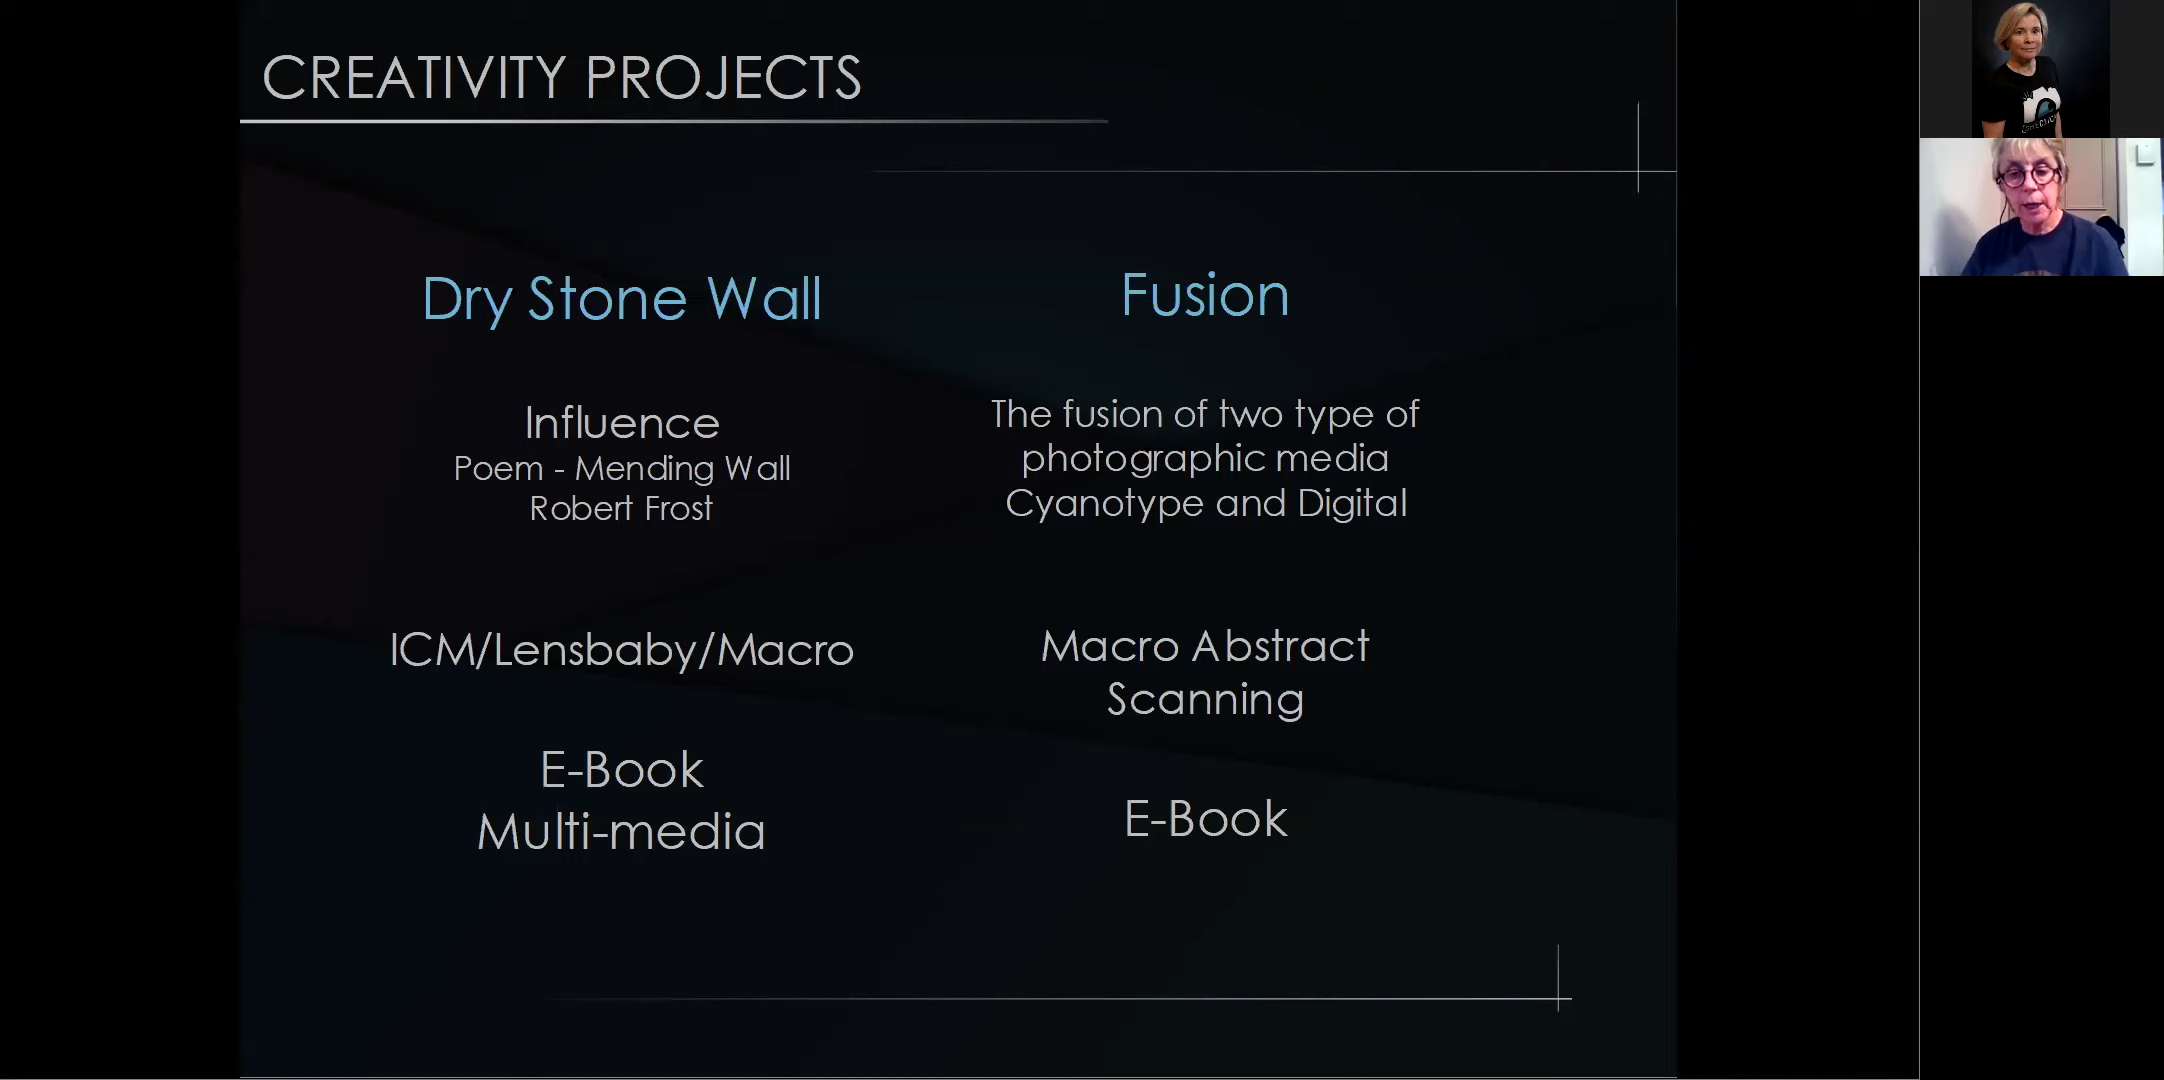 CREATIVITY PROJECTS
Dry Stone Wall
Influence
Poem - Mending Wall
Robert Frost
ICM/Lensbaby/Macro
E-Book
Multi-media
Fusion
The fusion of two type of
photographic media
Cyanotype and Digital
Macro Abstract
Scanning
E-Book